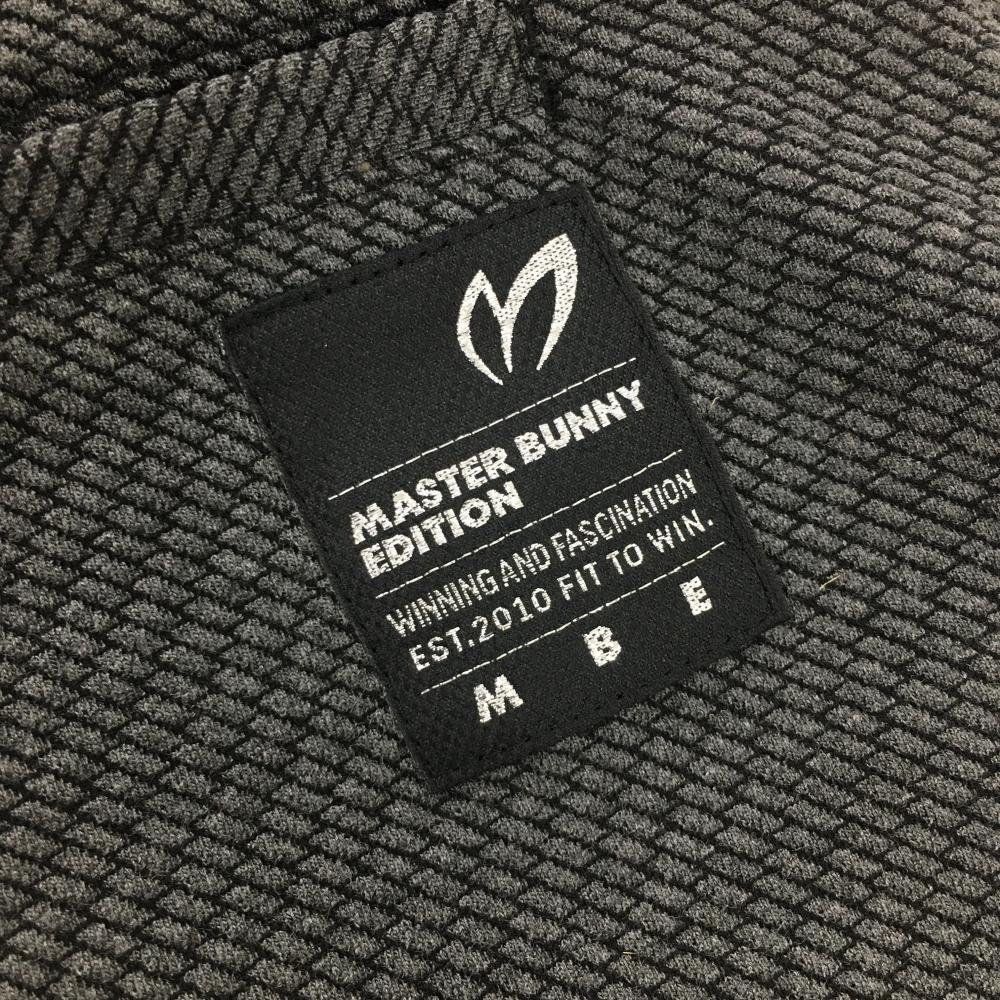 MASTER BUNNY
EDITION
WINNING AND FASCINATION
EST.2010 FIT TO WIN.
M B E